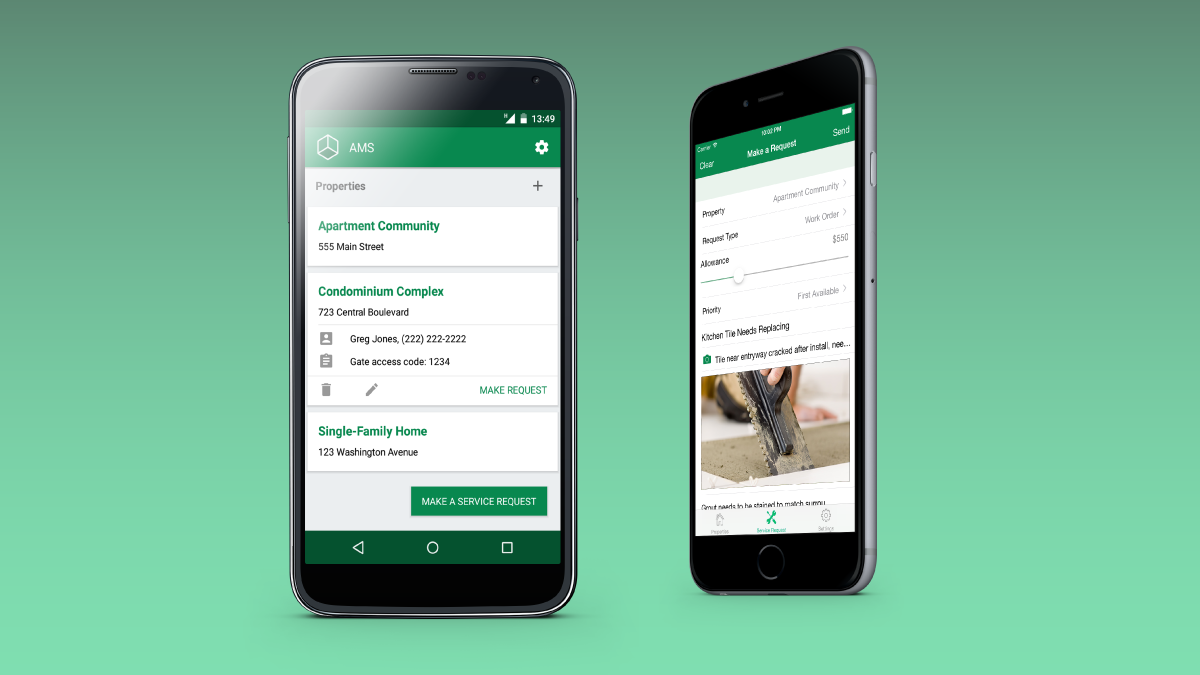 13:49
AMS
Properties
Apartment Community
555 Main Street
Condominium Complex
723 Central Boulevard
Greg Jones, (222) 222-2222
Gate access code: 1234
MAKE REQUEST
Single-Family Home
123 Washington Avenue
MAKE A SERVICE REQUEST
Carrier 10:02 PM
Clear Make a Request Send
Property Apartment Community
Request Type Work Order
Allowance $550
Priority First Available
Kitchen Tile Needs Replacing
Tile near entryway cracked after install, nee...
Grout needs to be stained to match surrou
Properties Service Request Settings